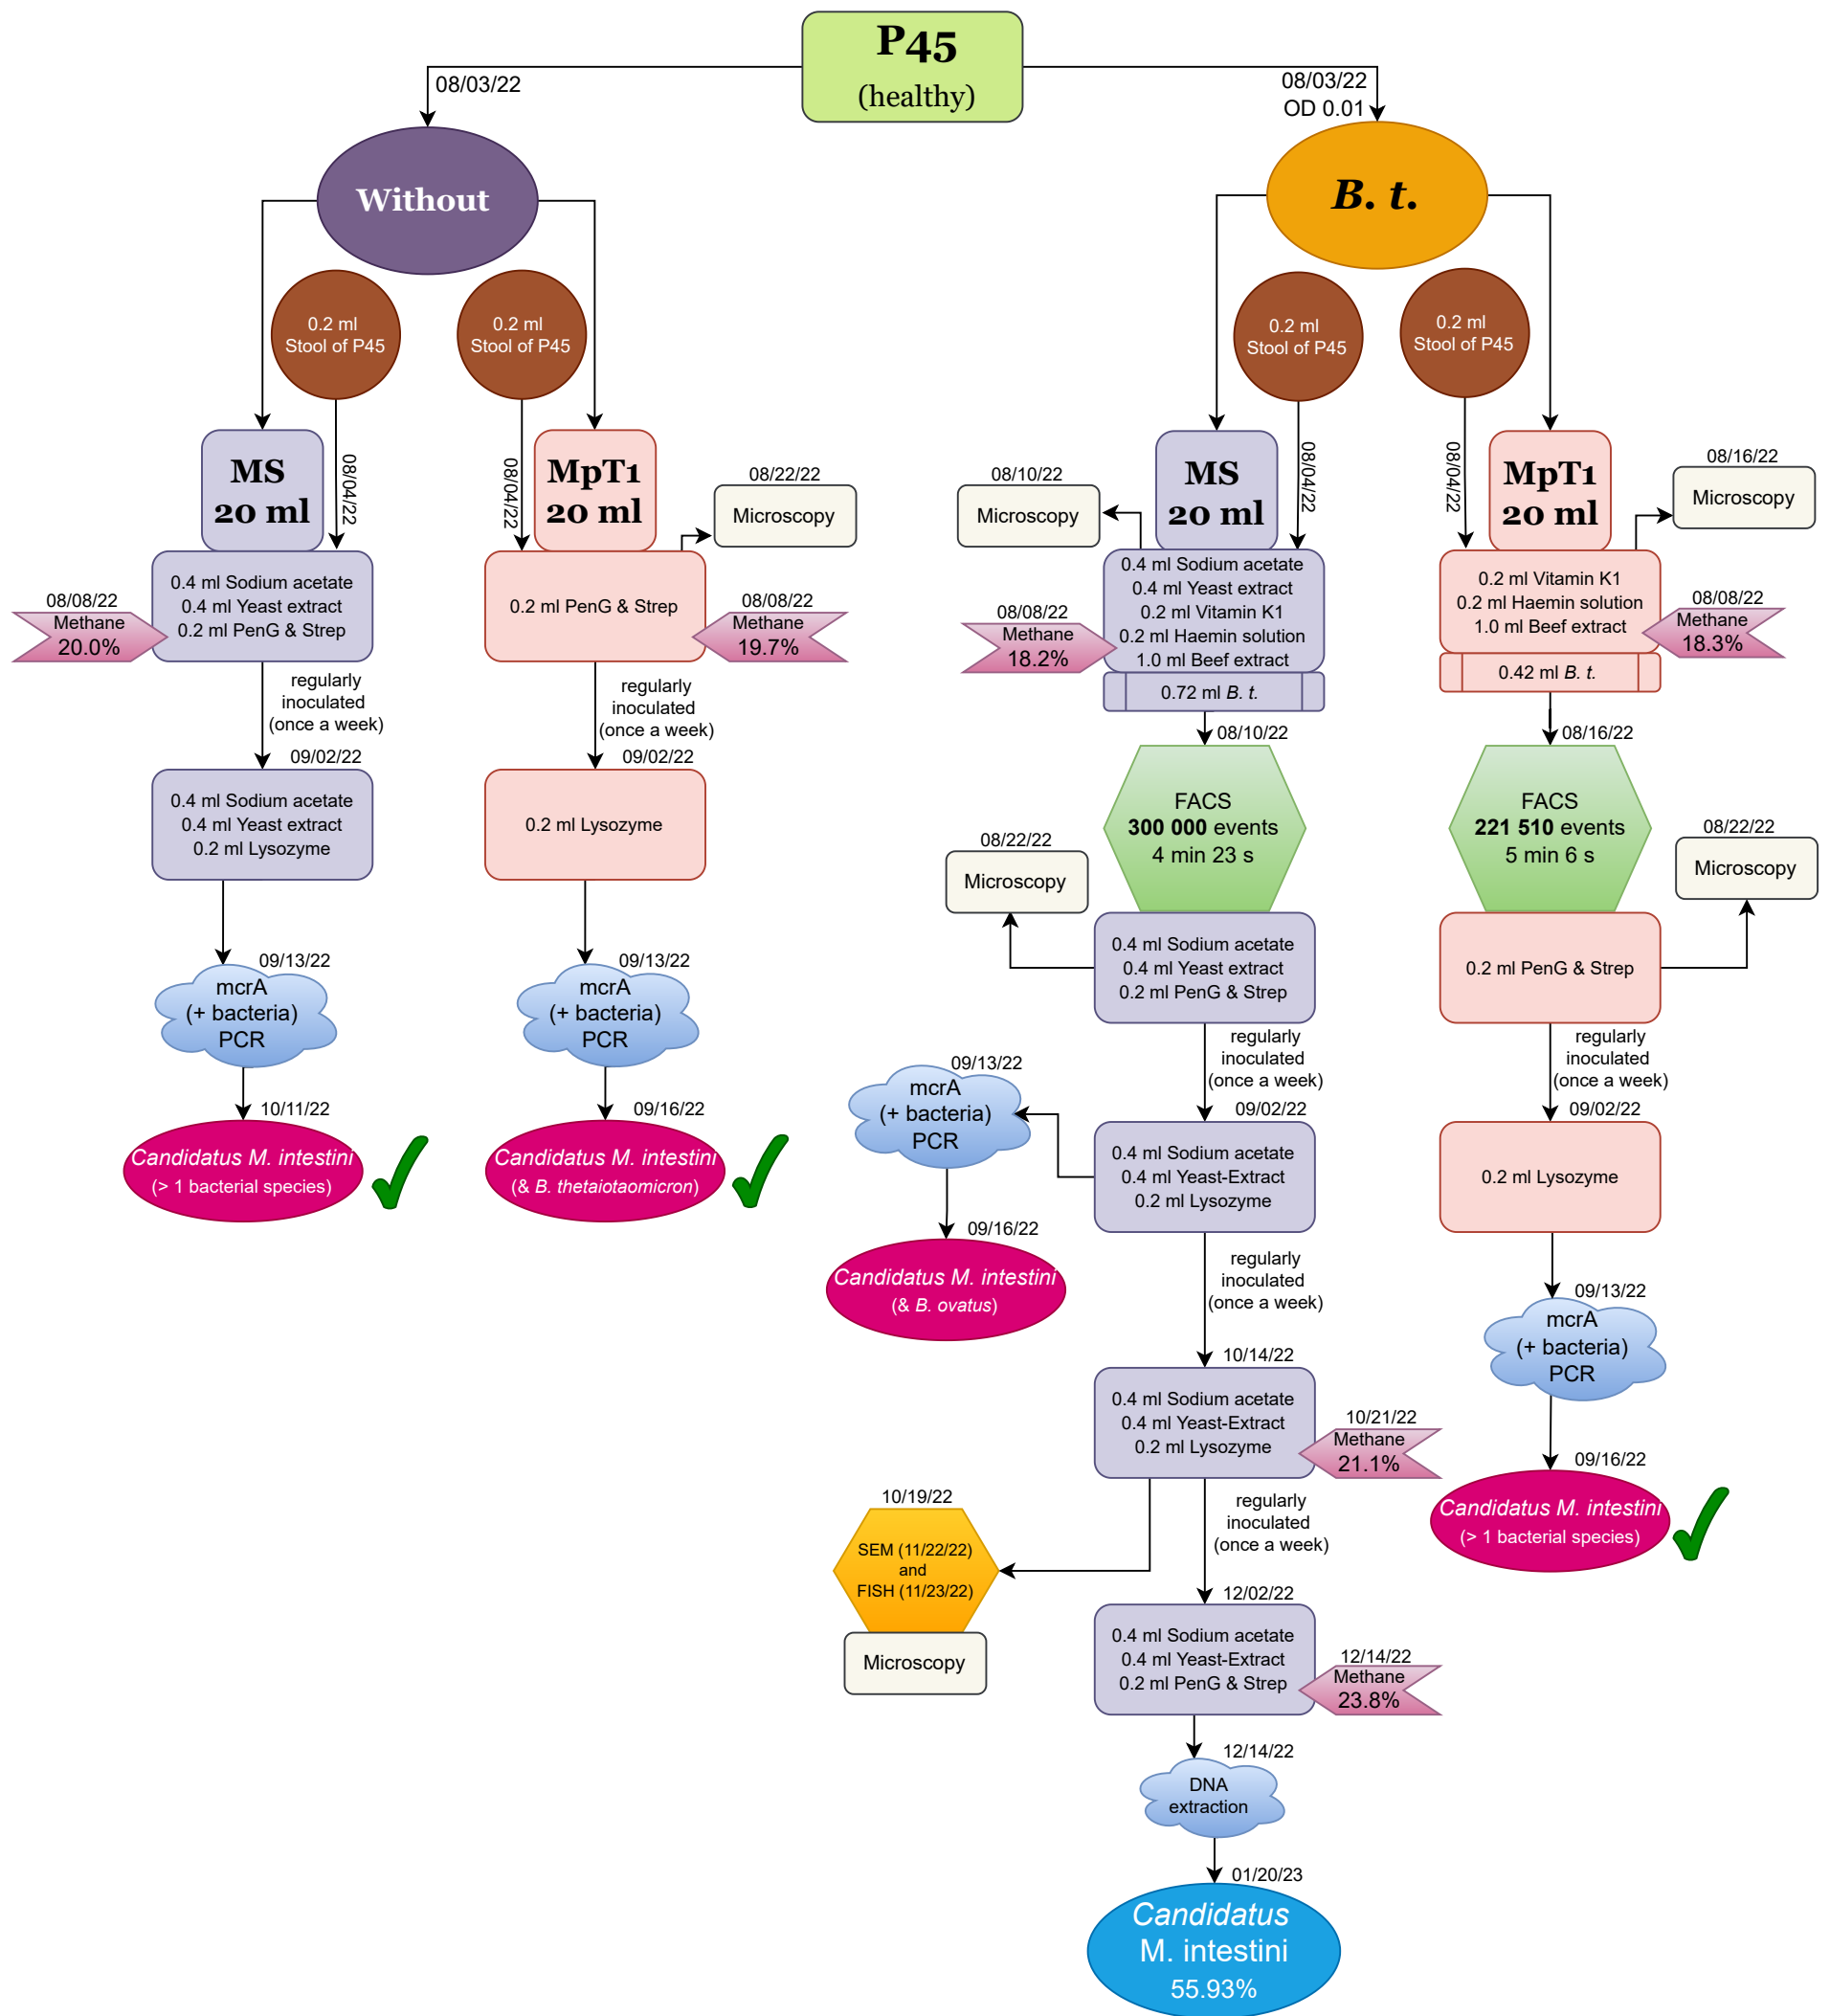 P45
(healthy)
08/03/22
08/03/22
OD 0.01
Without
B. t.
0.2 ml
Stool of P45
0.2 ml
Stool of P45
0.2 ml
Stool of P45
0.2 ml
Stool of P45
MS
20 ml
08/04/22
0.4 ml Sodium acetate
0.4 ml Yeast extract
0.2 ml PenG & Strep
08/08/22
Methane
20.0%
regularly
inoculated
(once a week)
09/02/22
0.4 ml Sodium acetate
0.4 ml Yeast extract
0.2 ml Lysozyme
09/13/22
mcrA
(+ bacteria)
PCR
10/11/22
Candidatus M. intestini
(> 1 bacterial species)
08/04/22
MpT1
20 ml
08/22/22
Microscopy
0.2 ml PenG & Strep
08/08/22
Methane
19.7%
regularly
inoculated
(once a week)
09/02/22
0.2 ml Lysozyme
09/13/22
mcrA
(+ bacteria)
PCR
09/16/22
Candidatus M. intestini
(& B. thetaiotaomicron)
08/10/22
Microscopy
MS
20 ml
08/04/22
0.4 ml Sodium acetate
0.4 ml Yeast extract
0.2 ml Vitamin K1
0.2 ml Haemin solution
1.0 ml Beef extract
08/08/22
Methane
18.2%
0.72 ml B. t.
08/10/22
FACS
300 000 events
4 min 23 s
08/22/22
Microscopy
0.4 ml Sodium acetate
0.4 ml Yeast extract
0.2 ml PenG & Strep
regularly
inoculated
(once a week)
09/02/22
0.4 ml Sodium acetate
0.4 ml Yeast-Extract
0.2 ml Lysozyme
09/13/22
mcrA
(+ bacteria)
PCR
09/16/22
Candidatus M. intestini
(& B. ovatus)
regularly
inoculated
(once a week)
10/14/22
0.4 ml Sodium acetate
0.4 ml Yeast-Extract
0.2 ml Lysozyme
10/21/22
Methane
21.1%
10/19/22
SEM (11/22/22)
and
FISH (11/23/22)
Microscopy
regularly
inoculated
(once a week)
12/02/22
0.4 ml Sodium acetate
0.4 ml Yeast-Extract
0.2 ml PenG & Strep
12/14/22
Methane
23.8%
12/14/22
DNA
extraction
01/20/23
Candidatus
M. intestini
55.93%
08/04/22
MpT1
20 ml
08/16/22
Microscopy
0.2 ml Vitamin K1
0.2 ml Haemin solution
1.0 ml Beef extract
08/08/22
Methane
18.3%
0.42 ml B. t.
08/16/22
FACS
221 510 events
5 min 6 s
08/22/22
Microscopy
0.2 ml PenG & Strep
regularly
inoculated
(once a week)
09/02/22
0.2 ml Lysozyme
09/13/22
mcrA
(+ bacteria)
PCR
09/16/22
Candidatus M. intestini
(> 1 bacterial species)